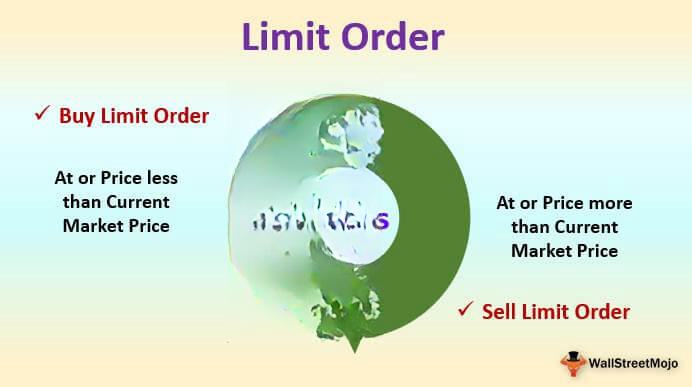 Limit Order
Buy Limit Order
At or Price less
than Current
Market Price
At or Price more
than Current
Market Price
Sell Limit Order
WallStreetMojo